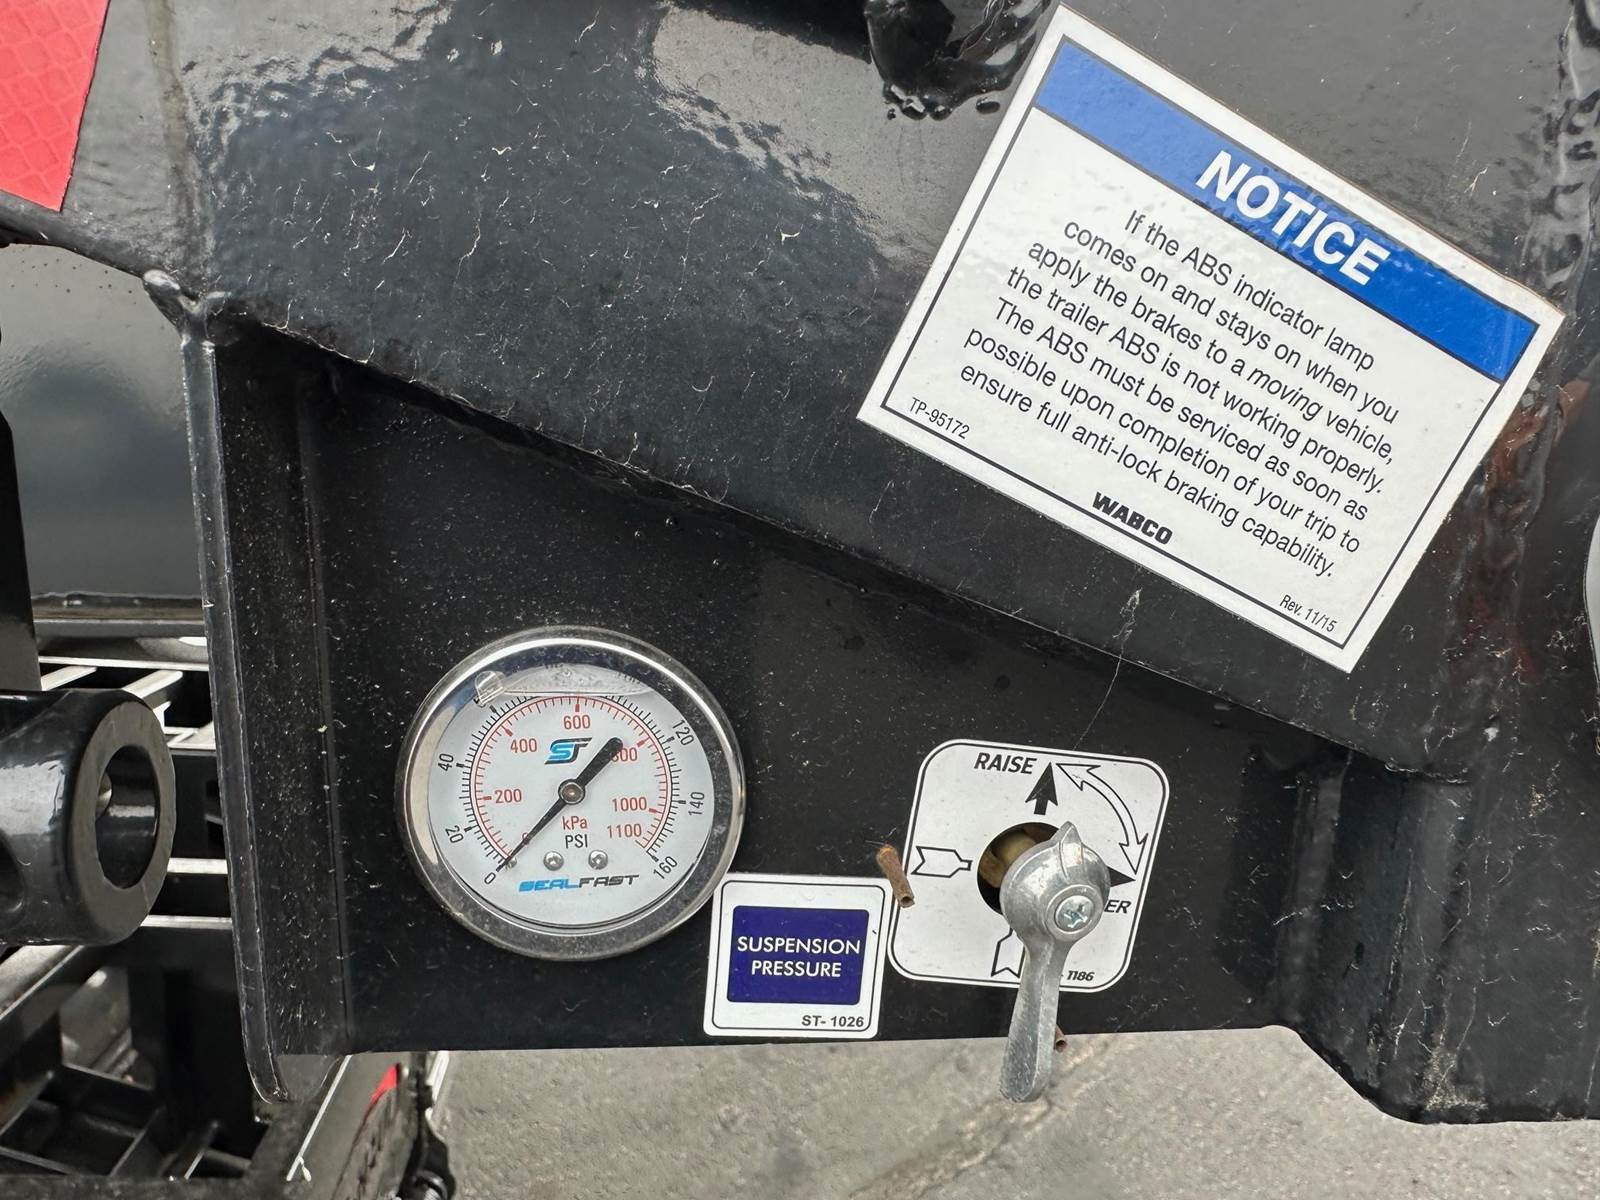 NOTICE
If the ABS indicator lamp
comes on and stays on when you
apply the brakes to a moving vehicle,
the trailer ABS is not working properly.
The ABS must be serviced as soon as
possible upon completion of your trip to
ensure full anti-lock braking capability.
TP-95172
WABCO
Rev. 11/15
120
600
400
800
40
200
1000
140
kPa
1100
20
PSI
160
0
SEALFAST
RAISE
ER
1186
SUSPENSION
PRESSURE
ST- 1026